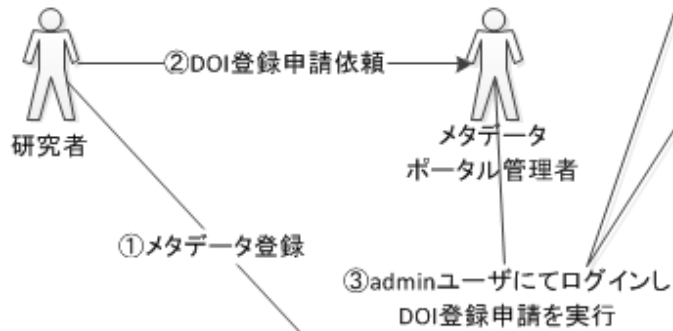 ②DOI登録申請依頼
研究者
メタデータ
ポータル管理者
①メタデータ登録
③adminユーザにてログインし
DOI登録申請を実行